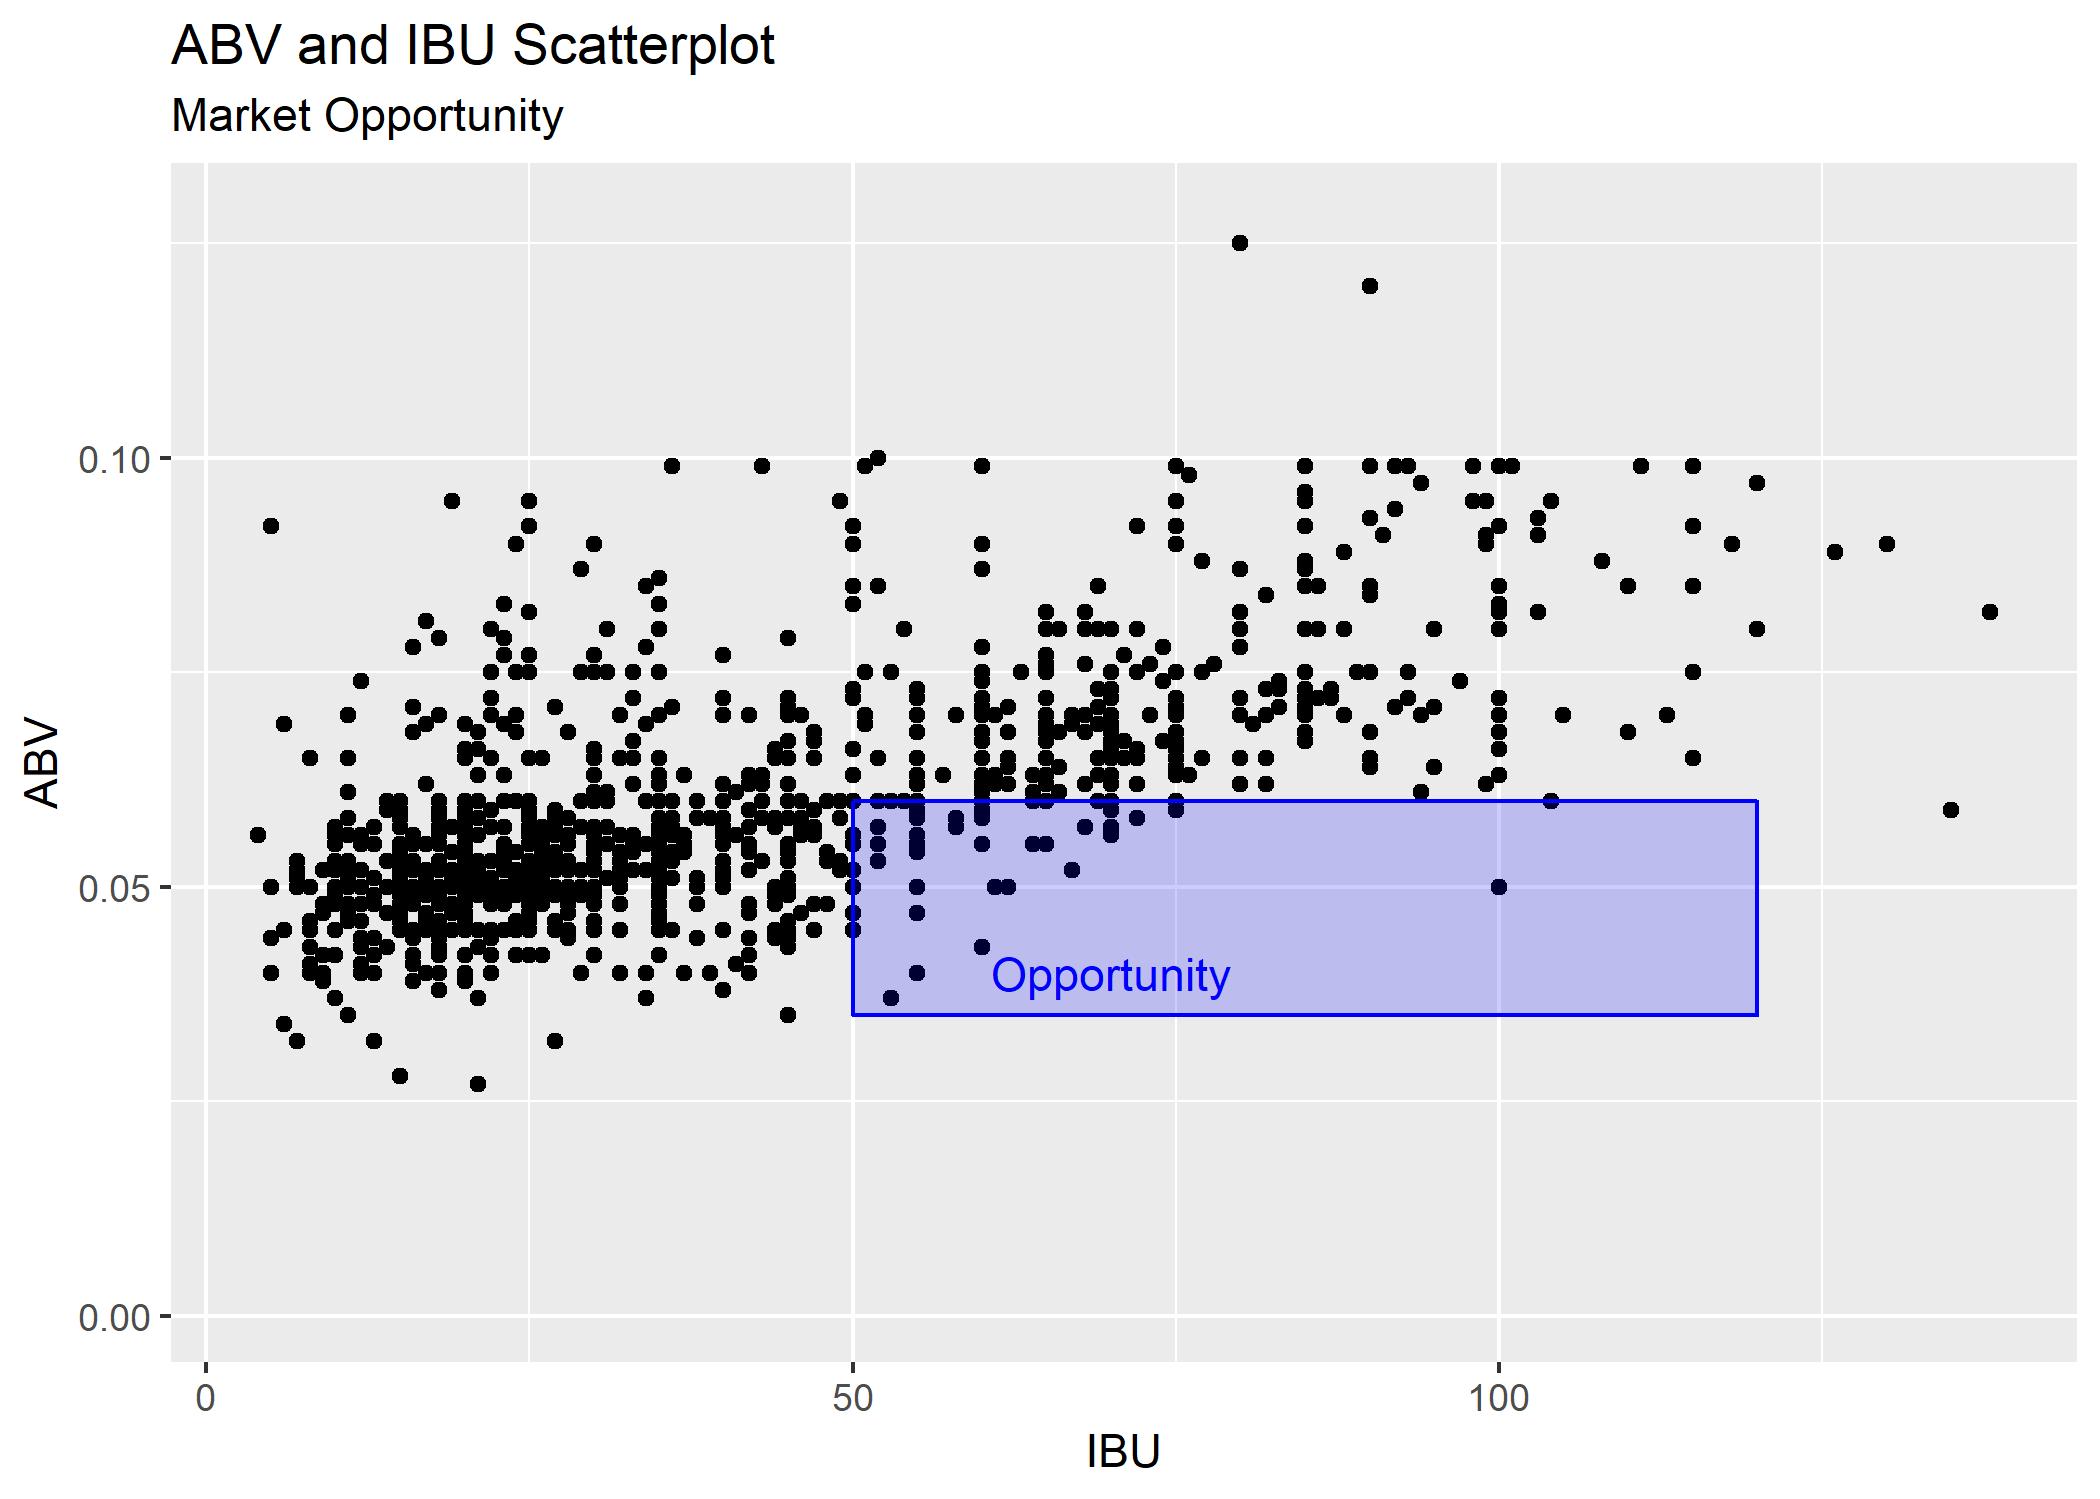 ABV and IBU Scatterplot
Market Opportunity
0.10
0.05
0.00
ABV
Opportunity
0
50
100
IBU